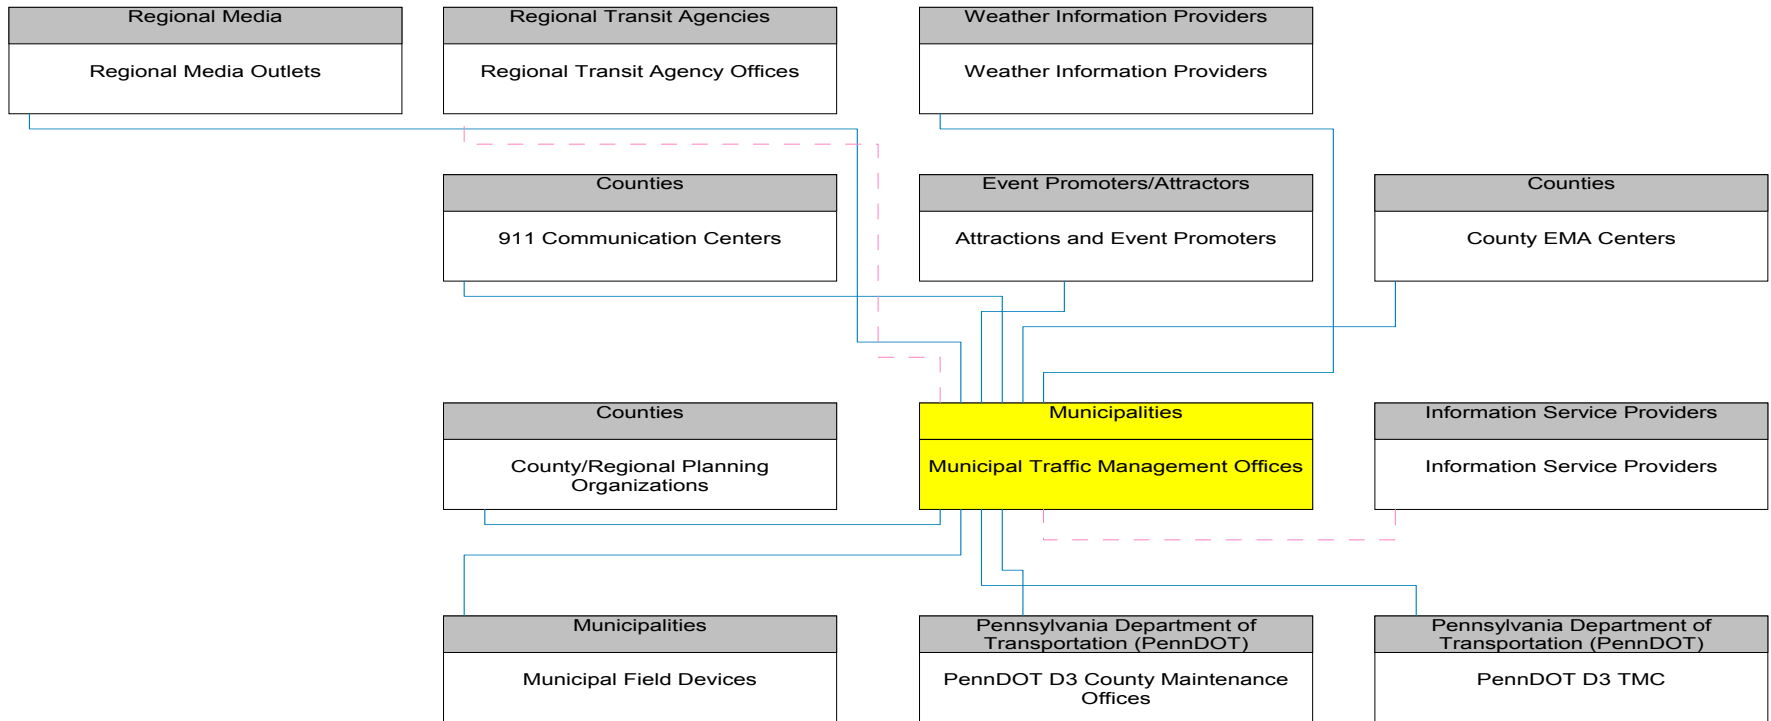 Regional Media
Regional Media Outlets
Regional Transit Agencies
Regional Transit Agency Offices
Weather Information Providers
Weather Information Providers
Counties
911 Communication Centers
Event Promoters/Attractors
Attractions and Event Promoters
Counties
County EMA Centers
Counties
County/Regional Planning
Organizations
Municipalities
Municipal Traffic Management Offices
Information Service Providers
Information Service Providers
Municipalities
Municipal Field Devices
Pennsylvania Department of
Transportation (PennDOT)
PennDOT D3 County Maintenance
Offices
Pennsylvania Department of
Transportation (PennDOT)
PennDOT D3 TMC